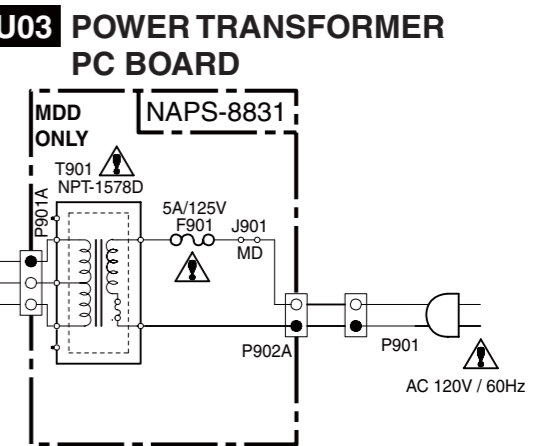 U03 POWER TRANSFORMER
PC BOARD
MDD
ONLY
NAPS-8831
T901
NPT-1578D
P901A
5A/125V
F901
J901
MD
P902A
P901
AC 120V / 60Hz